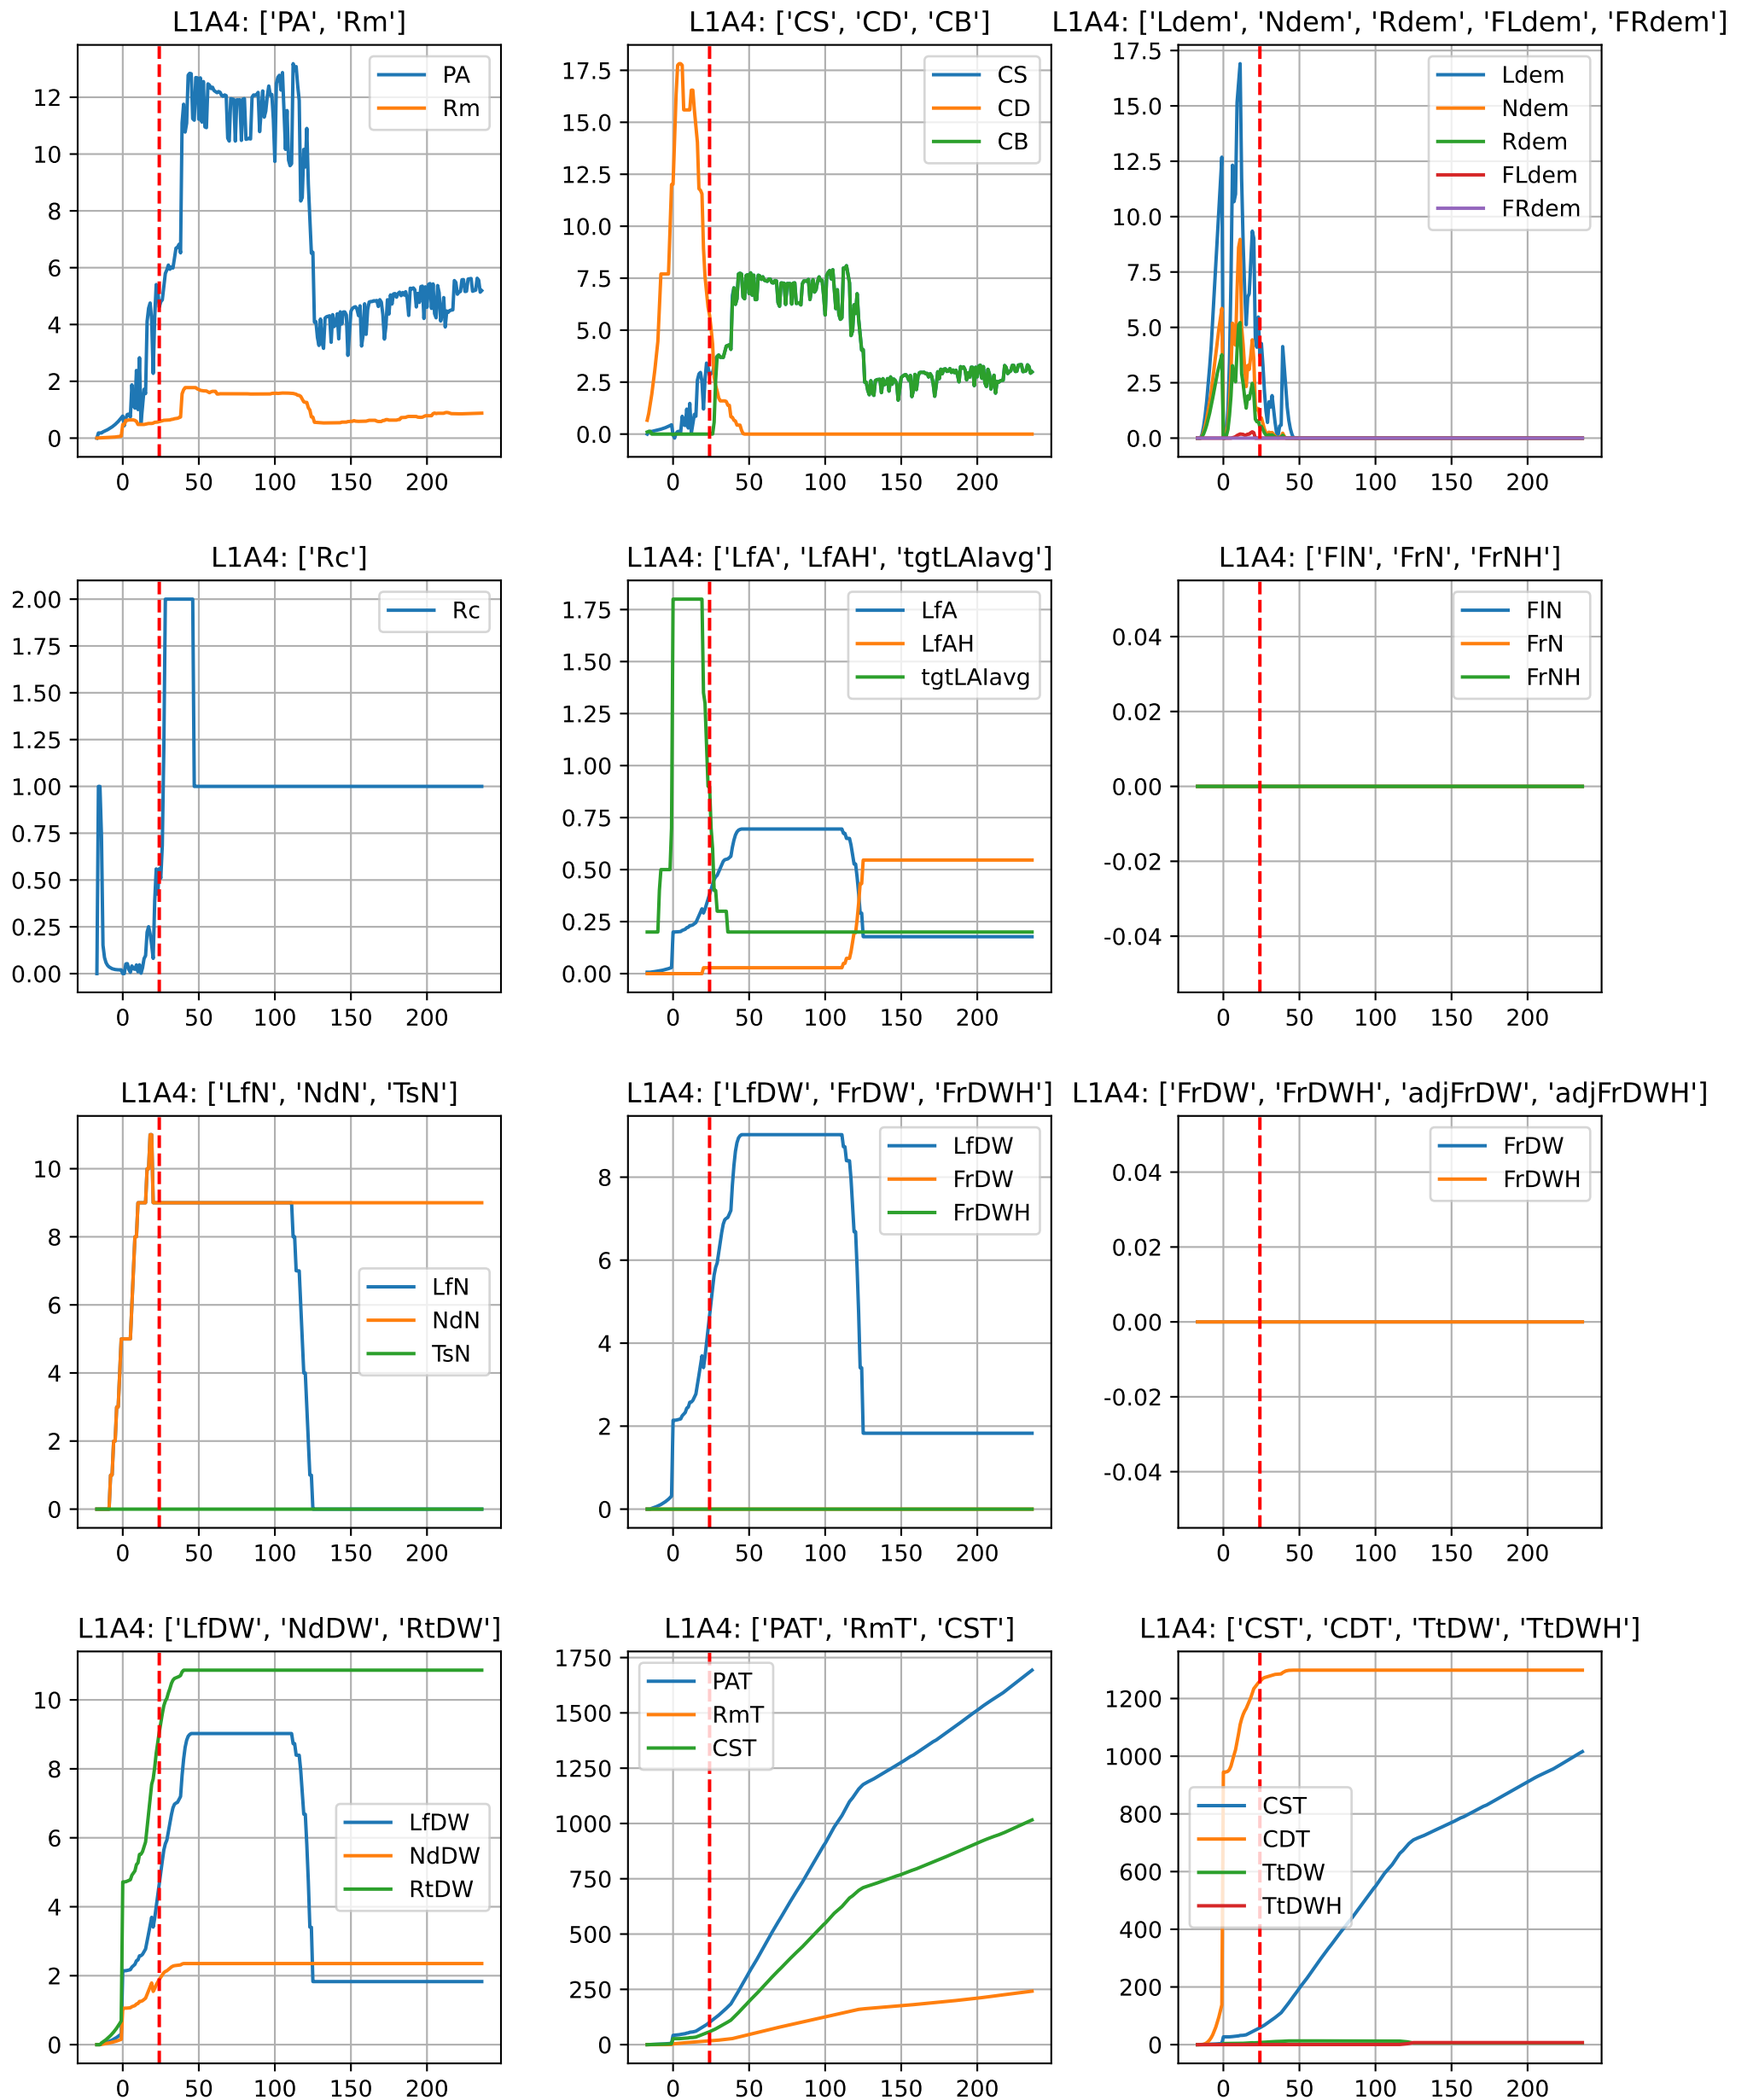 L1A4: ['PA', 'Rm']
12
10
8
6
4
2
0
0 50 100 150 200
PA
Rm
L1A4: ['CS', 'CD', 'CB']
17.5
15.0
12.5
10.0
7.5
5.0
2.5
0.0
0 50 100 150 200
CS
CD
CB
L1A4: ['Ldem', 'Ndem', 'Rdem', 'FLdem', 'FRdem']
17.5
15.0
12.5
10.0
7.5
5.0
2.5
0.0
0 50 100 150 200
Ldem
Ndem
Rdem
FLdem
FRdem
L1A4: ['Rc']
2.00
1.75
1.50
1.25
1.00
0.75
0.50
0.25
0.00
0 50 100 150 200
Rc
L1A4: ['LfA', 'LfAH', 'tgtLAIavg']
1.75
1.50
1.25
1.00
0.75
0.50
0.25
0.00
0 50 100 150 200
LfA
LfAH
tgtLAIavg
L1A4: ['FlN', 'FrN', 'FrNH']
0.04
0.02
0.00
-0.02
-0.04
0 50 100 150 200
FlN
FrN
FrNH
L1A4: ['LfN', 'NdN', 'TsN']
10
8
6
4
2
0
0 50 100 150 200
LfN
NdN
TsN
L1A4: ['LfDW', 'FrDW', 'FrDWH']
8
6
4
2
0
0 50 100 150 200
LfDW
FrDW
FrDWH
L1A4: ['FrDW', 'FrDWH', 'adjFrDW', 'adjFrDWH']
0.04
0.02
0.00
-0.02
-0.04
0 50 100 150 200
FrDW
FrDWH
L1A4: ['LfDW', 'NdDW', 'RtDW']
10
8
6
4
2
0
0 50 100 150 200
LfDW
NdDW
RtDW
L1A4: ['PAT', 'RmT', 'CST']
1750
1500
1250
1000
750
500
250
0
0 50 100 150 200
PAT
RmT
CST
L1A4: ['CST', 'CDT', 'TtDW', 'TtDWH']
1200
1000
800
600
400
200
0
0 50 100 150 200
CST
CDT
TtDW
TtDWH